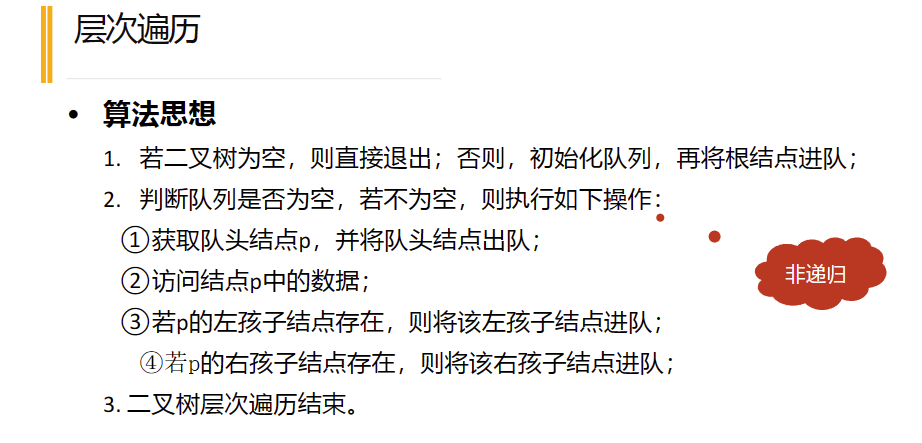 层次遍历
• 算法思想
1. 若二叉树为空，则直接退出；否则，初始化队列，再将根结点进队；
2. 判断队列是否为空，若不为空，则执行如下操作：
①获取队头结点p，并将队头结点出队；
②访问结点p中的数据；
③若p的左孩子结点存在，则将该左孩子结点进队；
④若p的右孩子结点存在，则将该右孩子结点进队；
3. 二叉树层次遍历结束。
非递归